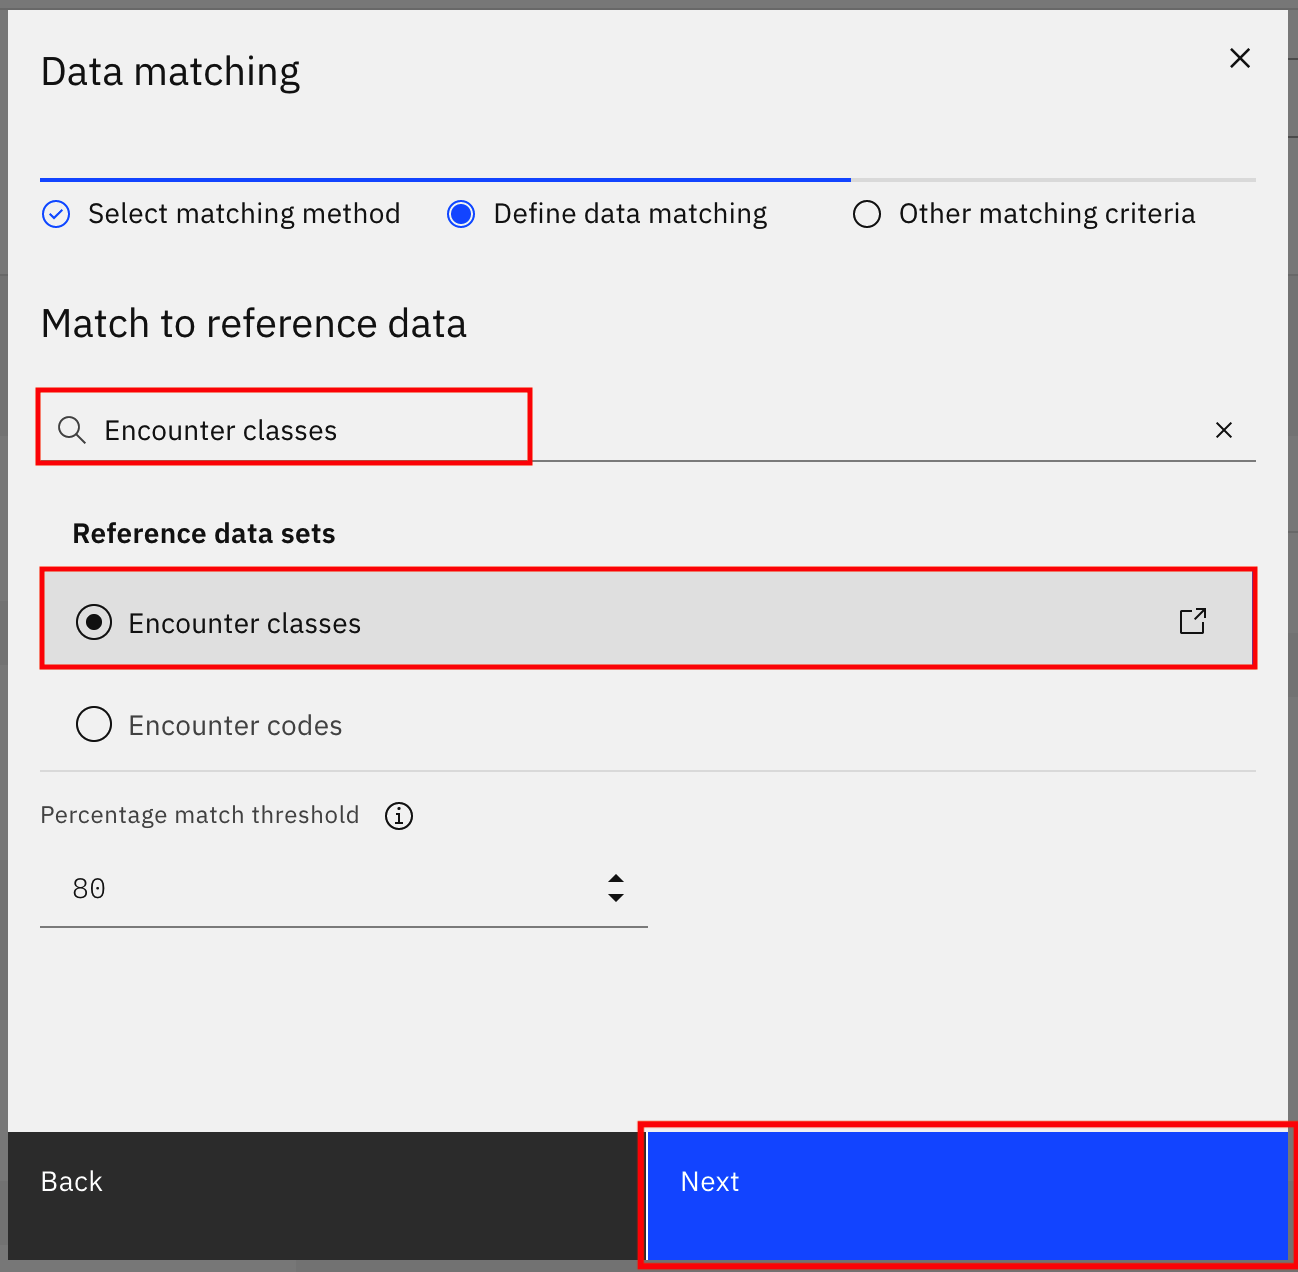 Data matching
Select matching method
Define data matching
Other matching criteria
Match to reference data
Encounter classes
Reference data sets
Encounter classes
Encounter codes
Percentage match threshold
80
Back
Next